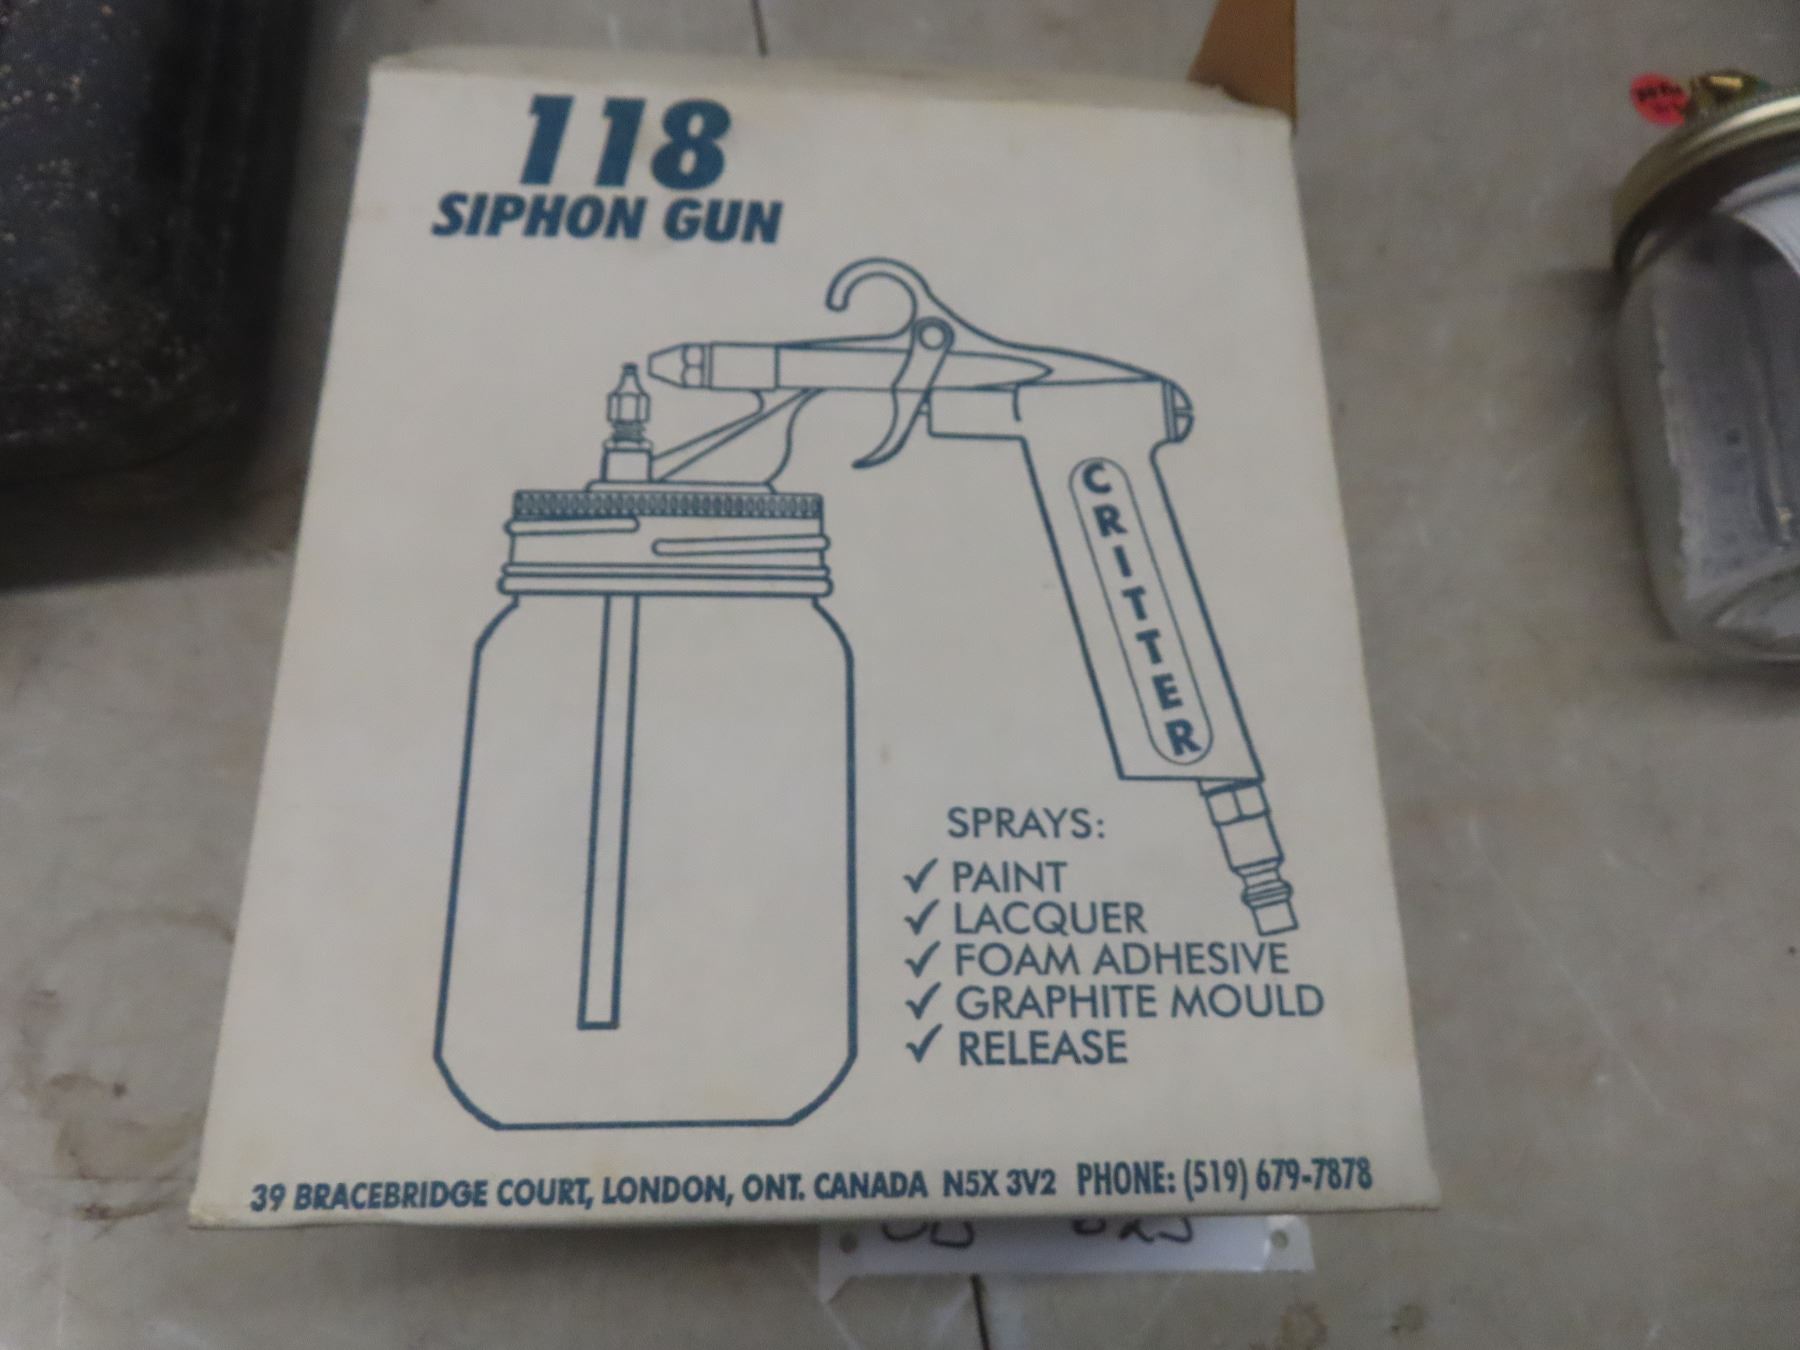 118
SIPHON GUN
CRITTER
SPRAYS:
✓ PAINT
✓ LACQUER
✓ FOAM ADHESIVE
✓ GRAPHITE MOULD
✓ RELEASE
39 BRACEBRIDGE COURT, LONDON, ONT. CANADA N5X 3V2 PHONE: (519) 679-7878